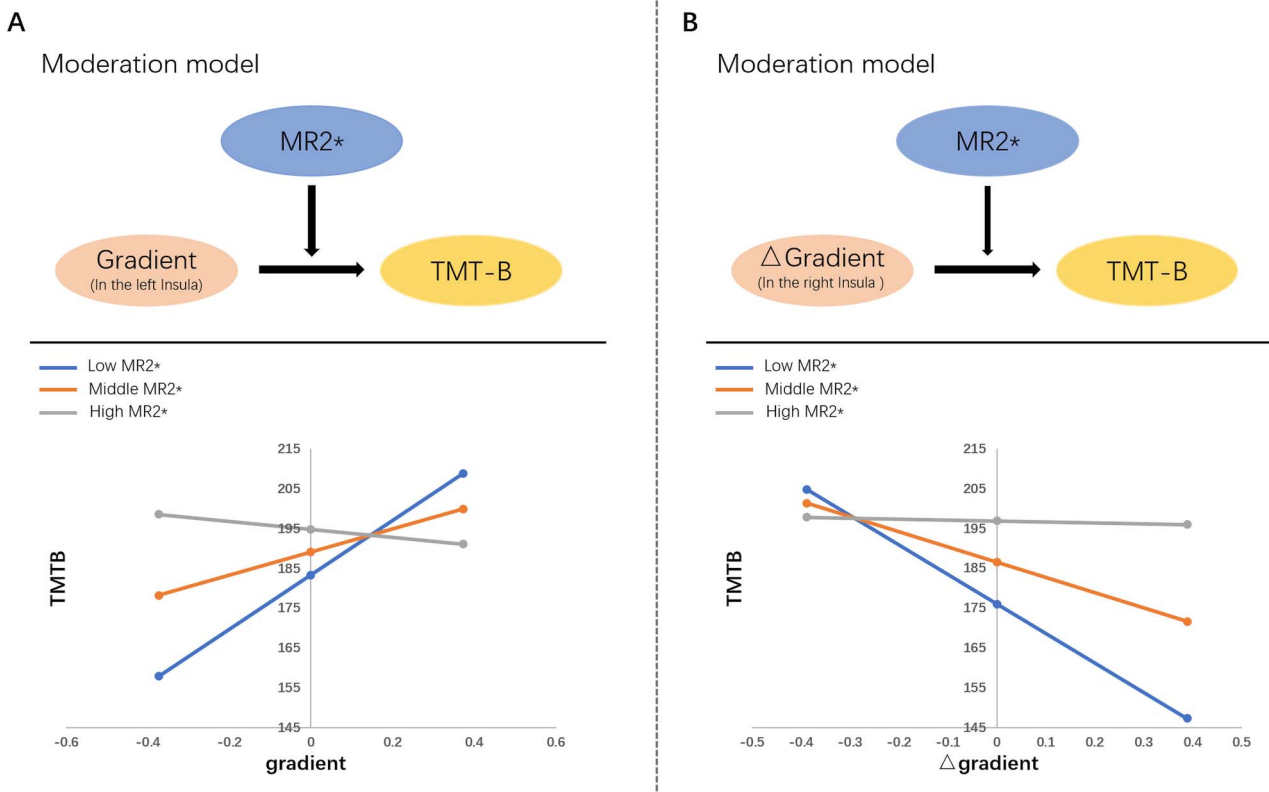 A
Moderation model
MR2*
Gradient
(In the left Insula)
TMT-B
Low MR2*
Middle MR2*
High MR2*
215
205
195
185
175
165
155
145
TMTB
-0.6 -0.4 -0.2 0 0.2 0.4 0.6
gradient
B
Moderation model
MR2*
△Gradient
(In the right Insula )
TMT-B
Low MR2*
Middle MR2*
High MR2*
215
205
195
185
175
165
155
145
TMTB
-0.5 -0.4 -0.3 -0.2 -0.1 0 0.1 0.2 0.3 0.4 0.5
△gradient